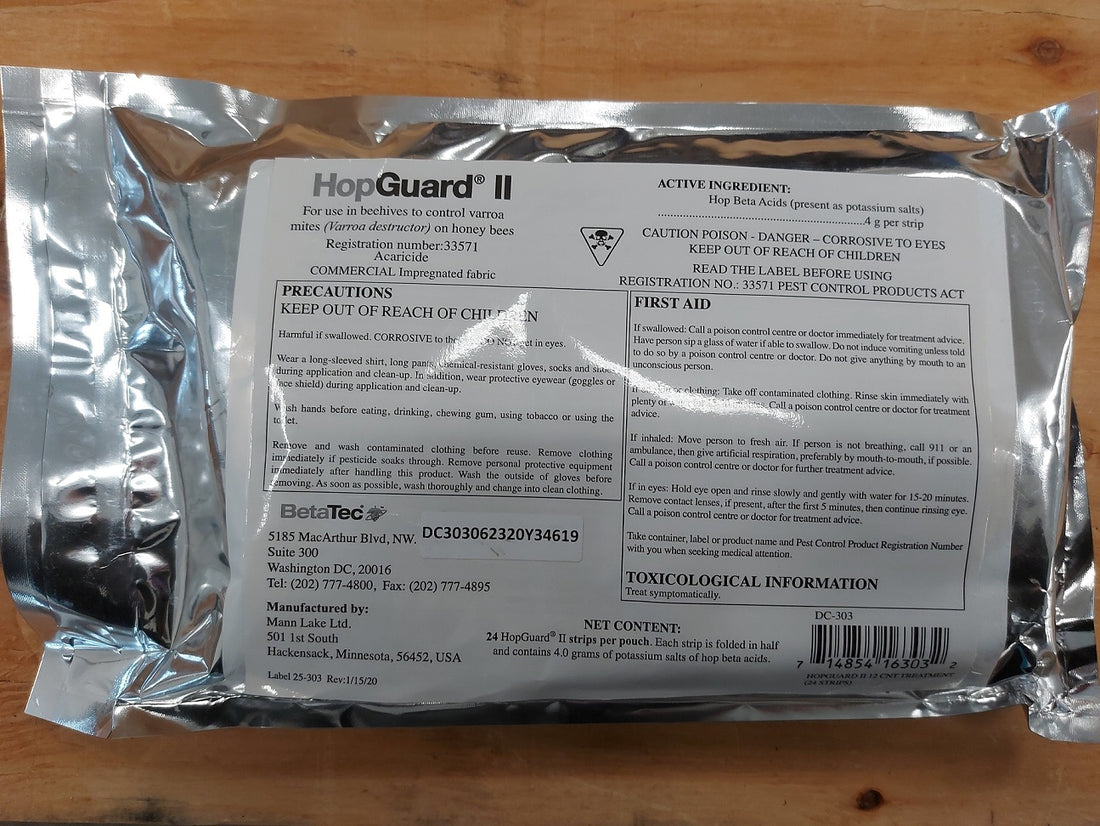 HopGuard® II
For use in beehives to control varroa
mites (Varroa destructor) on honey bees
Registration number:33571
Acaricide
COMMERCIAL Impregnated fabric
ACTIVE INGREDIENT:
Hop Beta Acids (present as potassium salts)
................................................................4 g per strip
CAUTION POISON - DANGER – CORROSIVE TO EYES
KEEP OUT OF REACH OF CHILDREN
READ THE LABEL BEFORE USING
REGISTRATION NO.: 33571 PEST CONTROL PRODUCTS ACT
PRECAUTIONS
KEEP OUT OF REACH OF CHILDREN
Harmful if swallowed. CORROSIVE to the DO NOT get in eyes.
Wear a long-sleeved shirt, long pants, chemical-resistant gloves, socks and shoes
during application and clean-up. In addition, wear protective eyewear (goggles or
face shield) during application and clean-up.
Wash hands before eating, drinking, chewing gum, using tobacco or using the
toilet.
Remove and wash contaminated clothing before reuse. Remove clothing
immediately if pesticide soaks through. Remove personal protective equipment
immediately after handling this product. Wash the outside of gloves before
removing. As soon as possible, wash thoroughly and change into clean clothing.
FIRST AID
If swallowed: Call a poison control centre or doctor immediately for treatment advice.
Have person sip a glass of water if able to swallow. Do not induce vomiting unless told
to do so by a poison control centre or doctor. Do not give anything by mouth to an
unconscious person.
If clothing: Take off contaminated clothing. Rinse skin immediately with
plenty of Call a poison control centre or doctor for treatment
advice.
If inhaled: Move person to fresh air. If person is not breathing, call 911 or an
ambulance, then give artificial respiration, preferably by mouth-to-mouth, if possible.
Call a poison control centre or doctor for further treatment advice.
If in eyes: Hold eye open and rinse slowly and gently with water for 15-20 minutes.
Remove contact lenses, if present, after the first 5 minutes, then continue rinsing eye.
Call a poison control centre or doctor for treatment advice.
Take container, label or product name and Pest Control Product Registration Number
with you when seeking medical attention.
TOXICOLOGICAL INFORMATION
Treat symptomatically.
BetaTec
DC303062320Y34619
5185 MacArthur Blvd, NW.
Suite 300
Washington DC, 20016
Tel: (202) 777-4800, Fax: (202) 777-4895
Manufactured by:
Mann Lake Ltd.
501 1st South
Hackensack, Minnesota, 56452, USA
Label 25-303 Rev:1/15/20
NET CONTENT:
24 HopGuard® II strips per pouch. Each strip is folded in half
and contains 4.0 grams of potassium salts of hop beta acids.
DC-303
7 14854 16303 2
HOPGUARD II 12 CNT TREATMENT
(24 STRIPS)